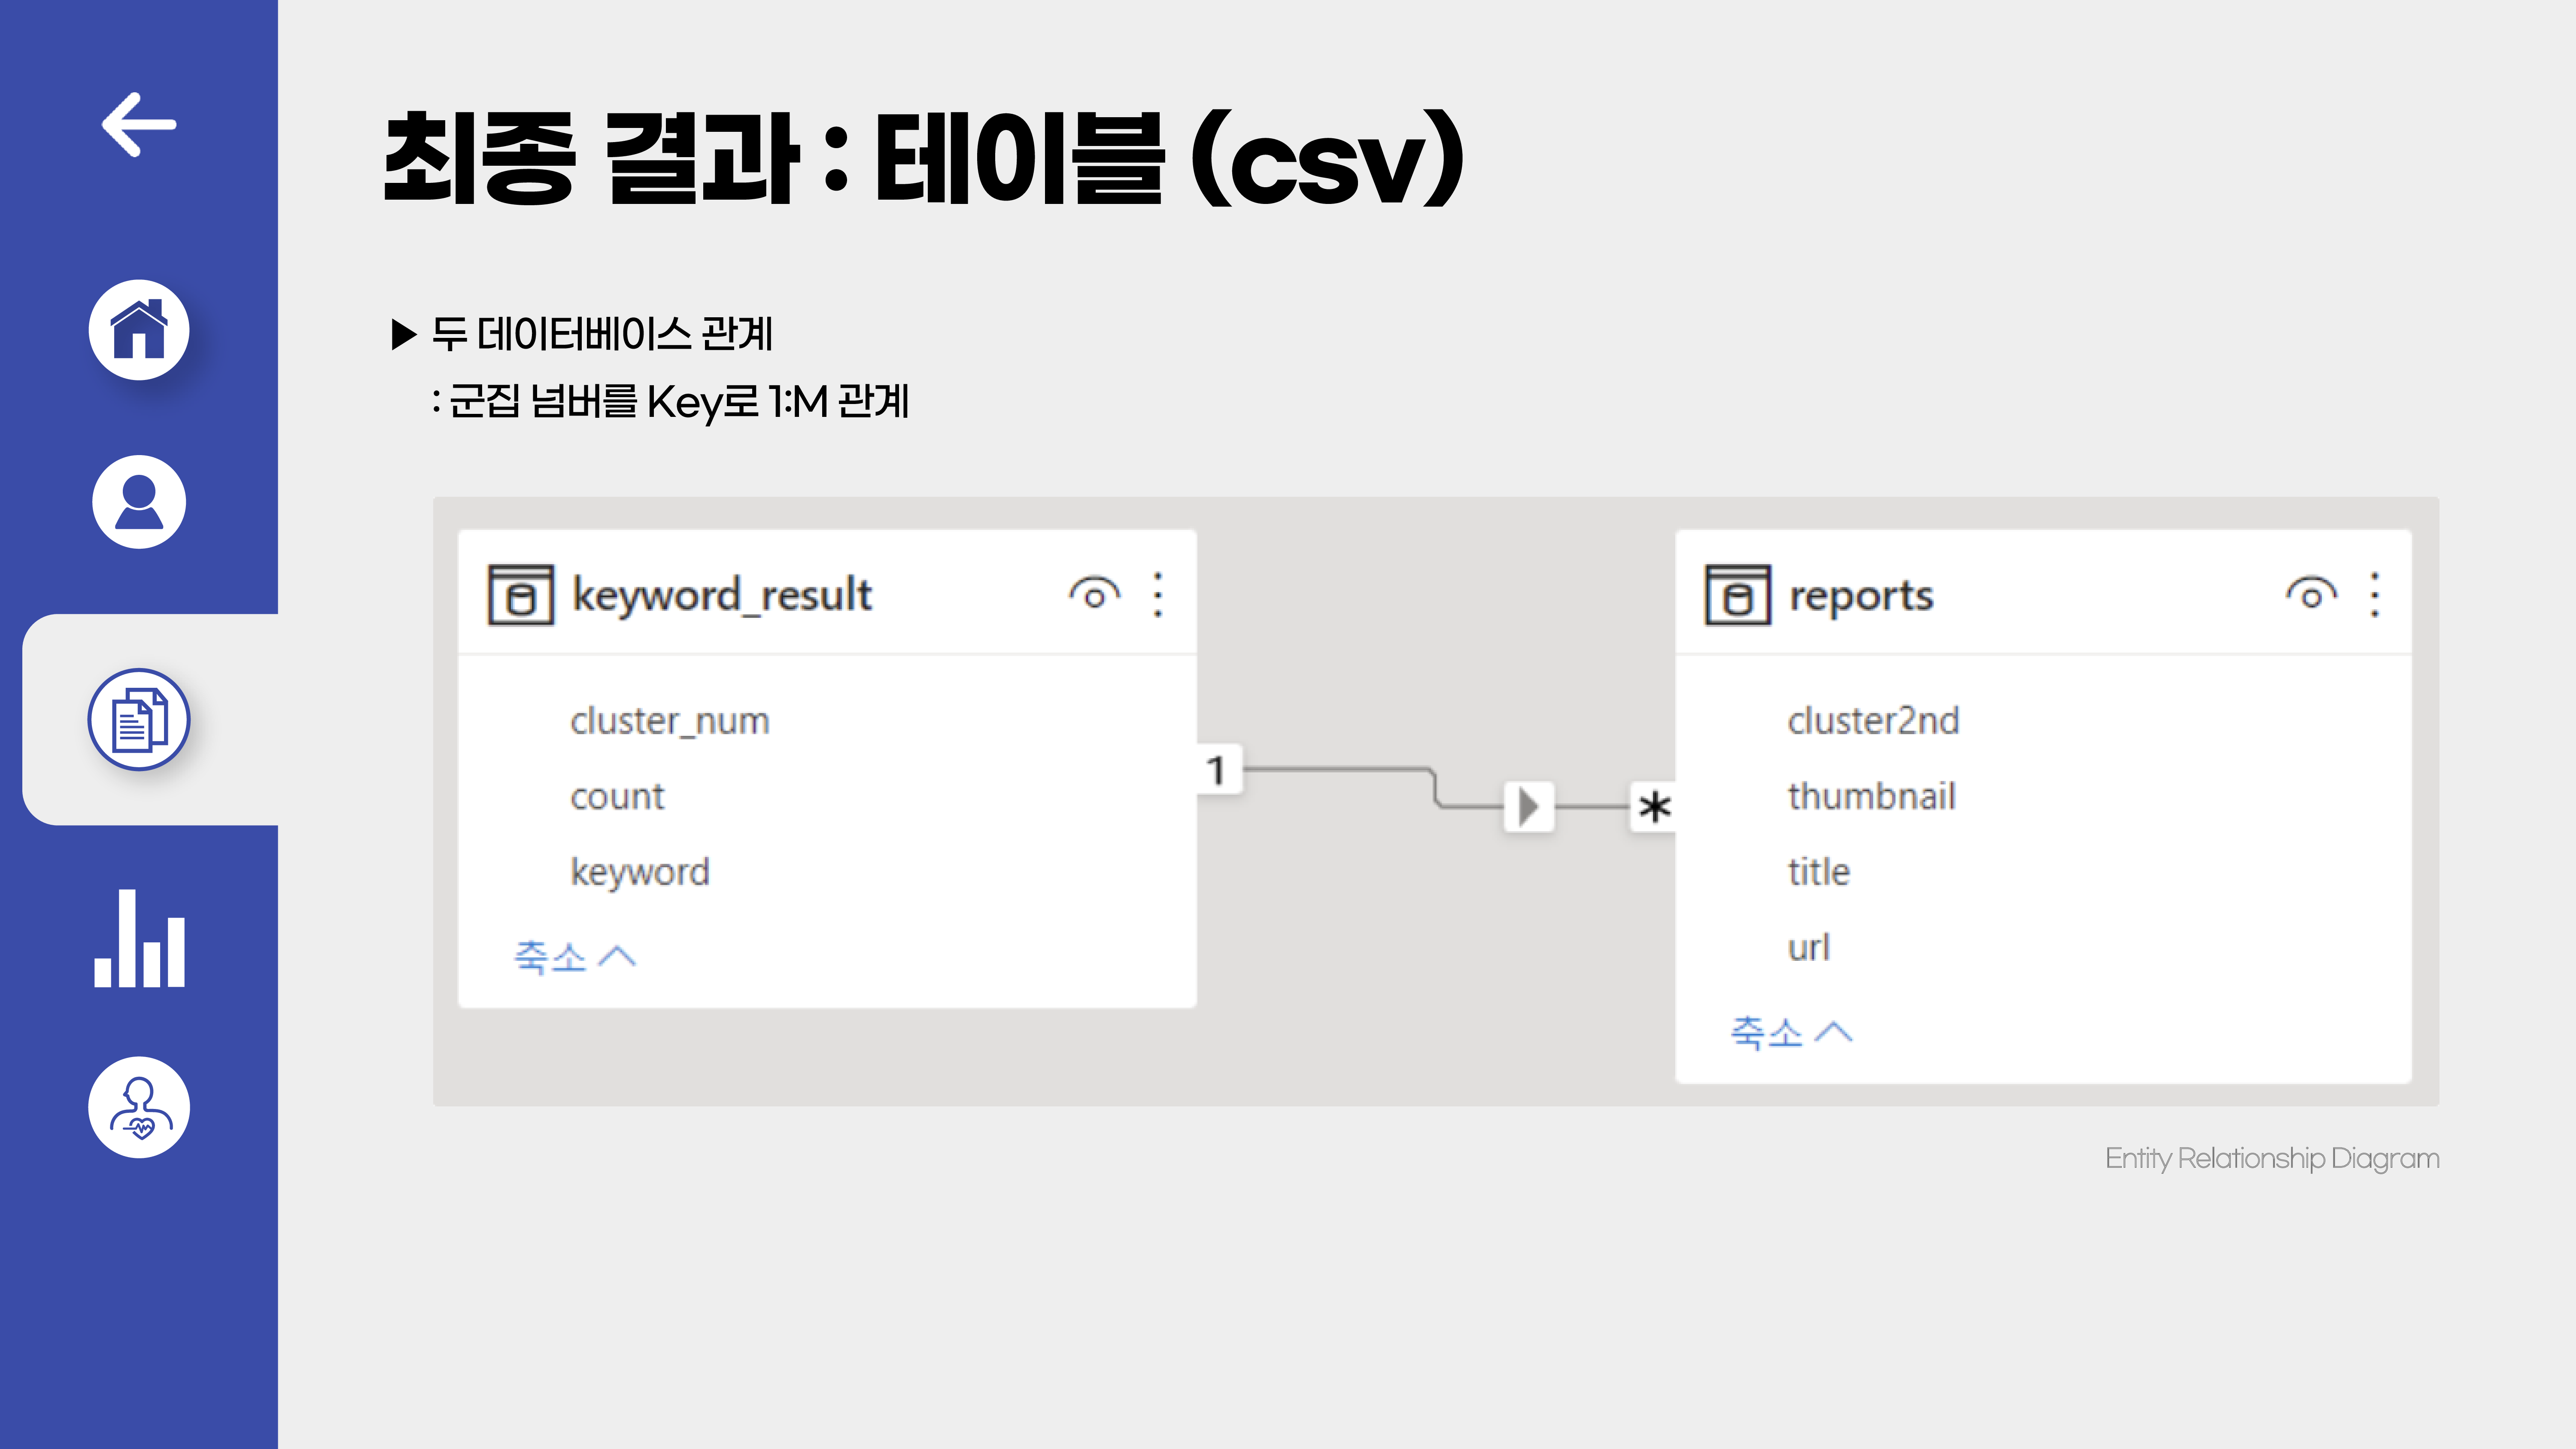 최종 결과 : 테이블 (csv)
▶ 두 데이터베이스 관계
: 군집 넘버를 Key로 1:M 관계
keyword_result
cluster_num
count
keyword
축소
1
*
reports
cluster2nd
thumbnail
title
url
축소
Entity Relationship Diagram